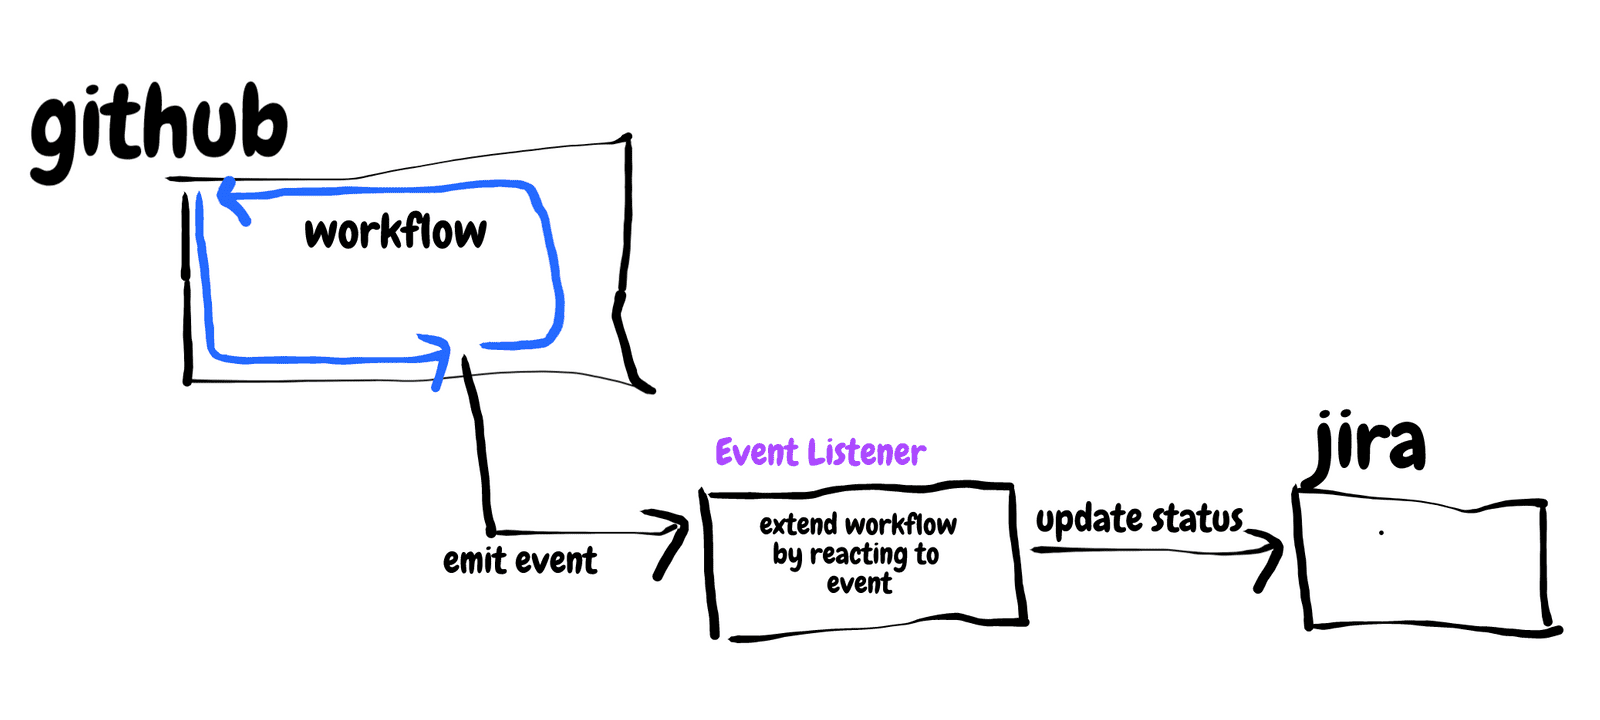 github
workflow
Event Listener
extend workflow
by reacting to
event
emit event
update status
jira